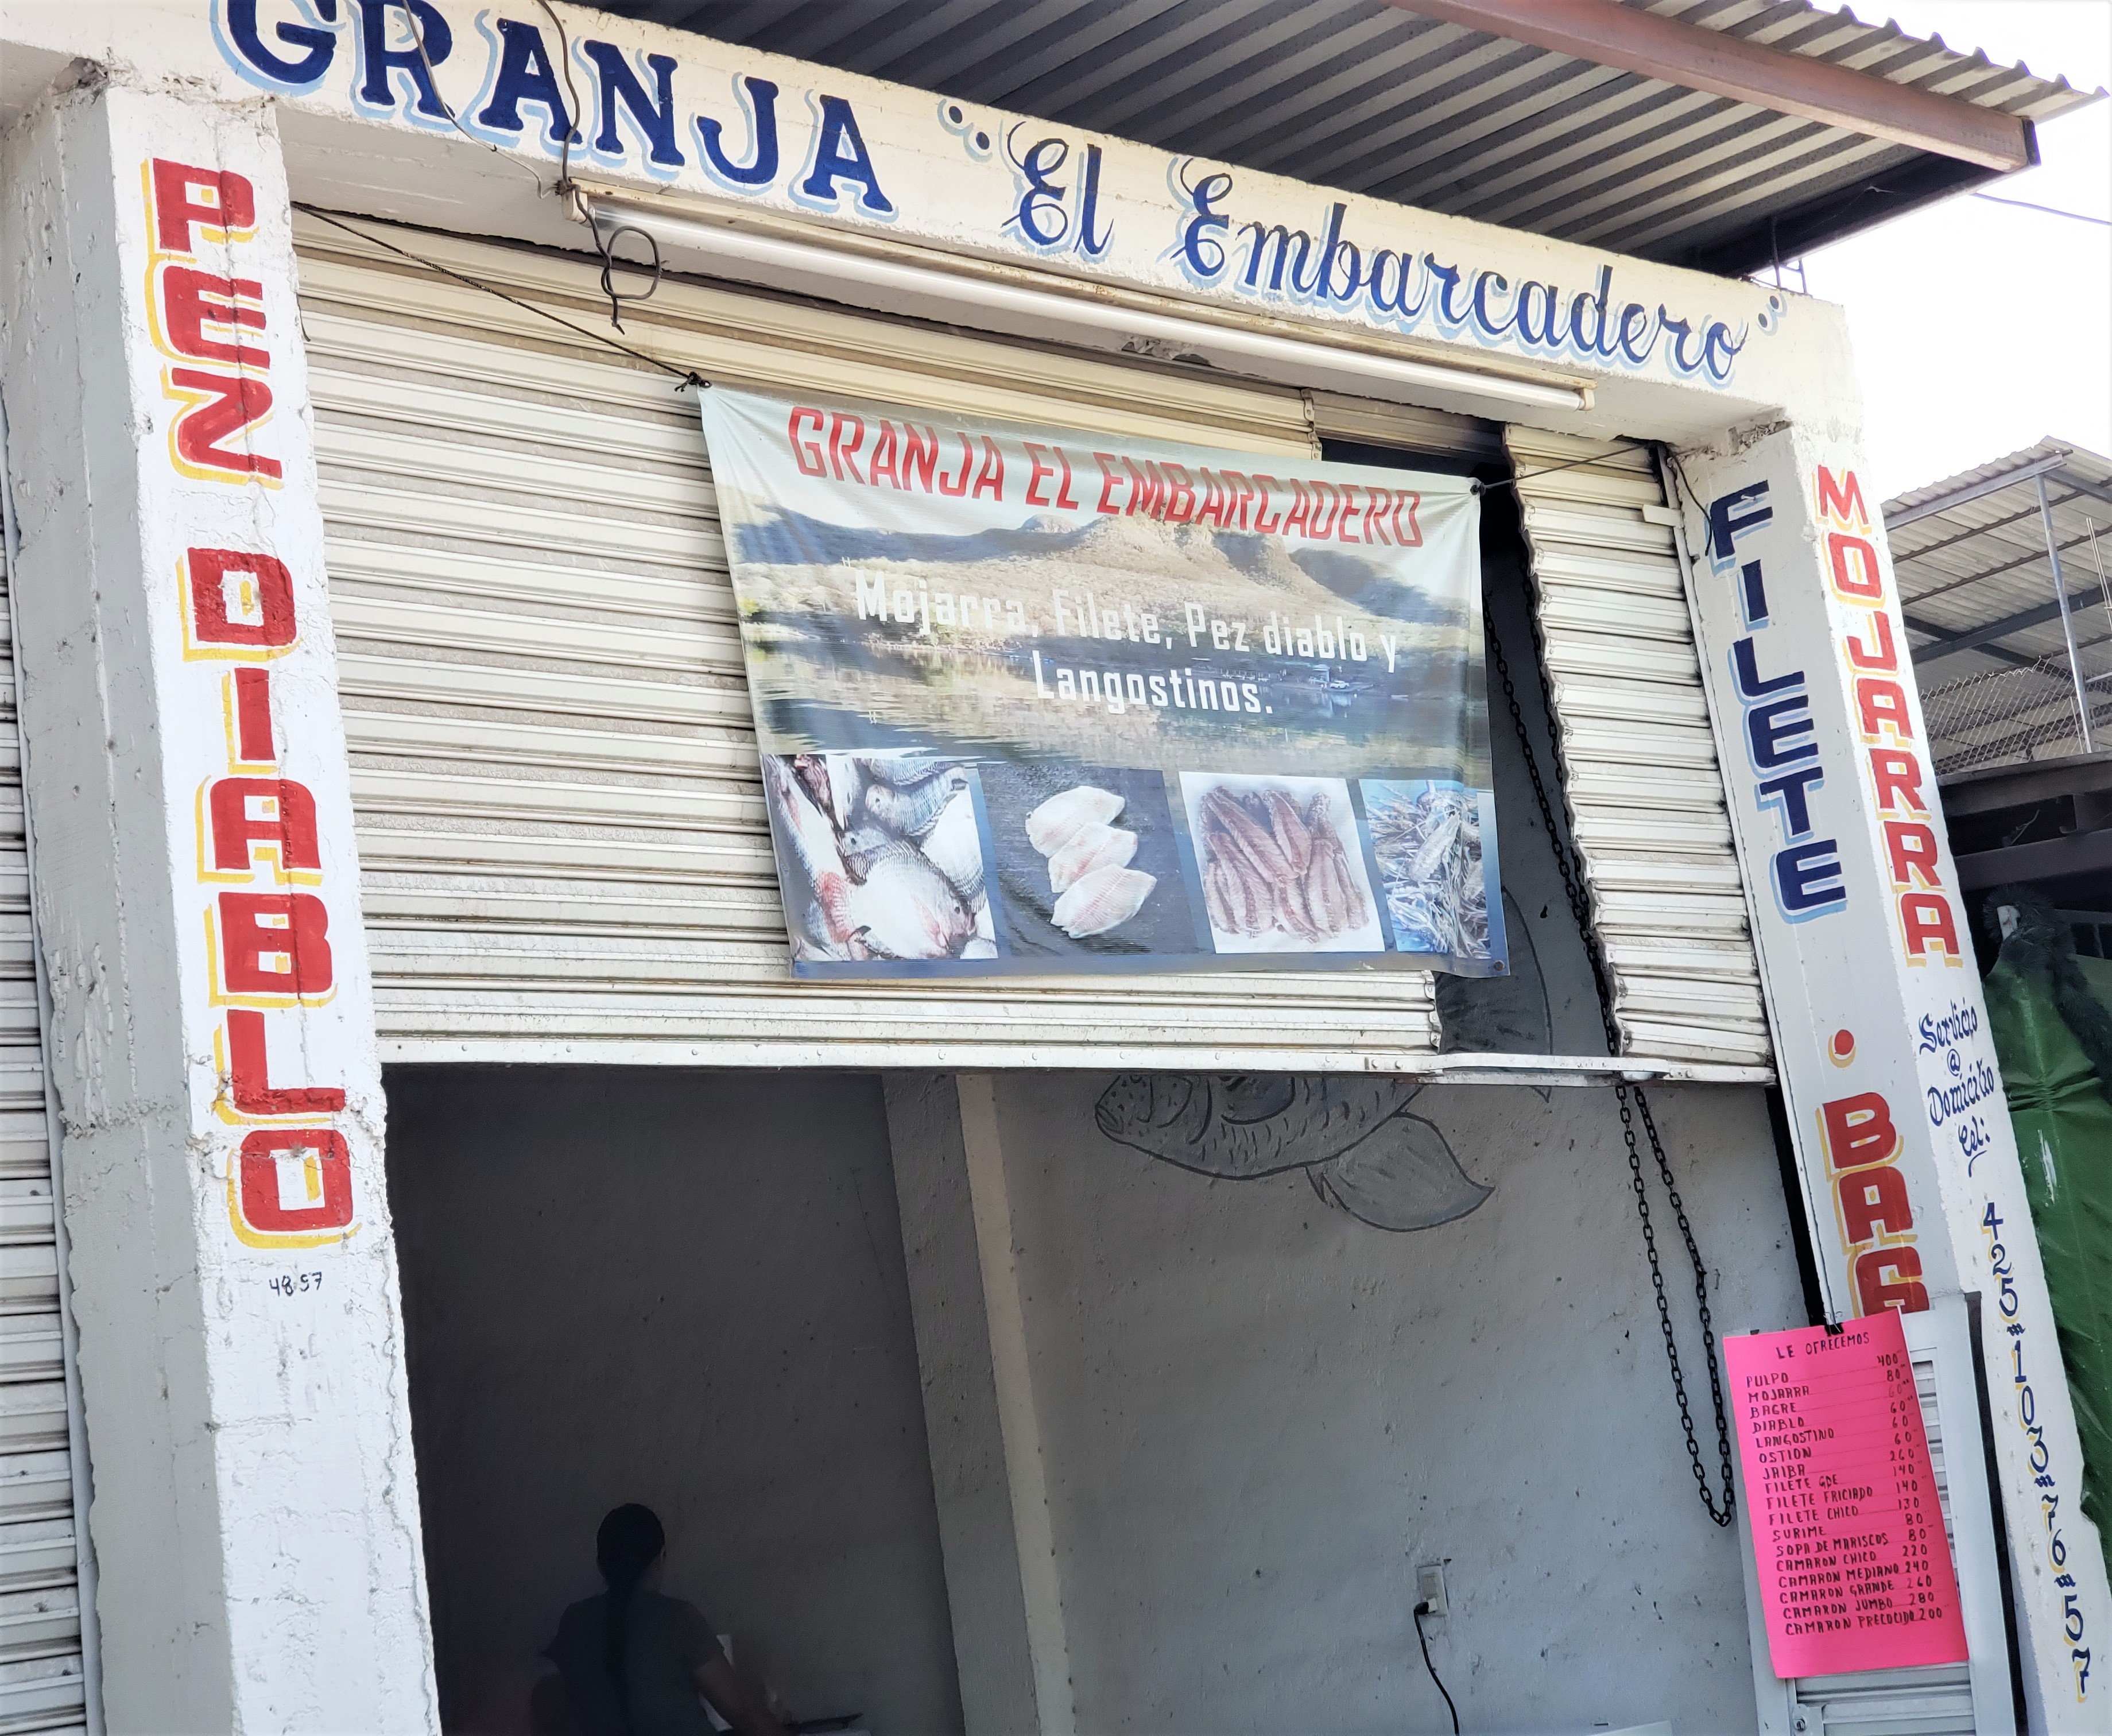 GRANJA "El Embarcadero"
PEZ DIABLO
48 57
GRANJA EL EMBARCADERO
"Mojarra, Filete, Pez diablo y
Langostinos.
"
FILETE • BAG
MOJARRA
Servicio
@
Domicilio
Cel:
425#103#76#57
LE OFRECEMOS
PULPO 400
MOJARRA 80
BAGRE 60
DIABLO 60
LANGOSTINO 60
OSTION 60
JAIBA 260
FILETE GDE 140
FILETE FRICIADO 140
FILETE CHICO 130
SURIME 80
SOPA DE MARISCOS 80
CAMARON CHICO 220
CAMARON MEDIANO 240
CAMARON GRANDE 260
CAMARON JUMBO 280
CAMARON PRECOCIDO 200